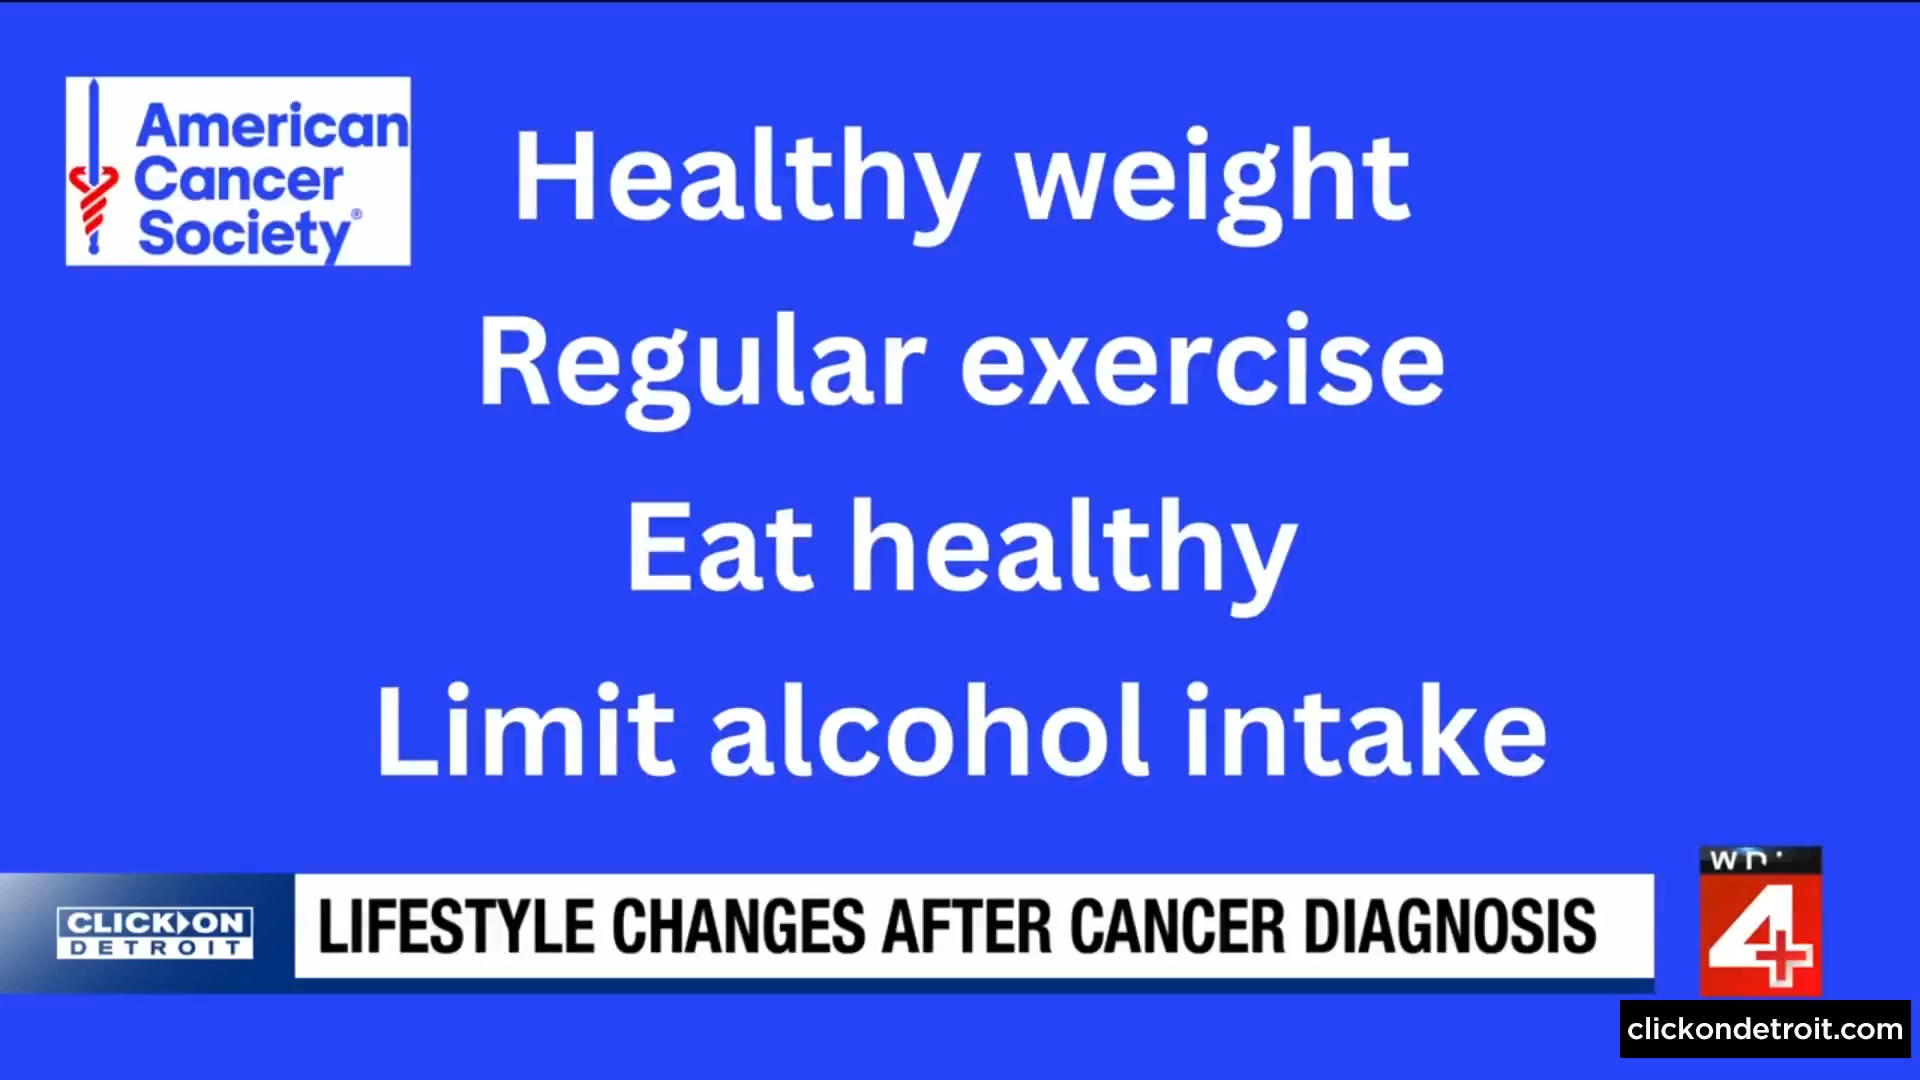 American
Cancer
Society®
Healthy weight
Regular exercise
Eat healthy
Limit alcohol intake
CLICK ON
DETROIT
LIFESTYLE CHANGES AFTER CANCER DIAGNOSIS
4+
clickondetroit.com